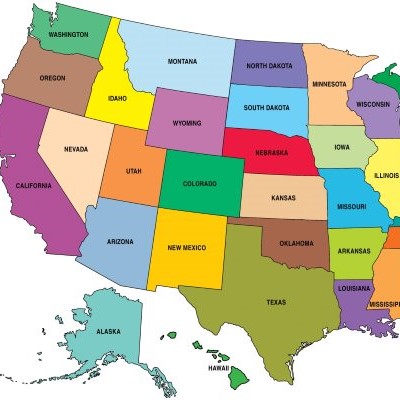 WASHINGTON
MONTANA
NORTH DAKOTA
MINNESOTA
OREGON
IDAHO
SOUTH DAKOTA
WISCONSIN
WYOMING
NEVADA
NEBRASKA
IOWA
UTAH
COLORADO
ILLINOIS
CALIFORNIA
KANSAS
MISSOURI
ARIZONA
NEW MEXICO
OKLAHOMA
ARKANSAS
TEXAS
LOUISIANA
MISSISSIP
ALASKA
HAWAII